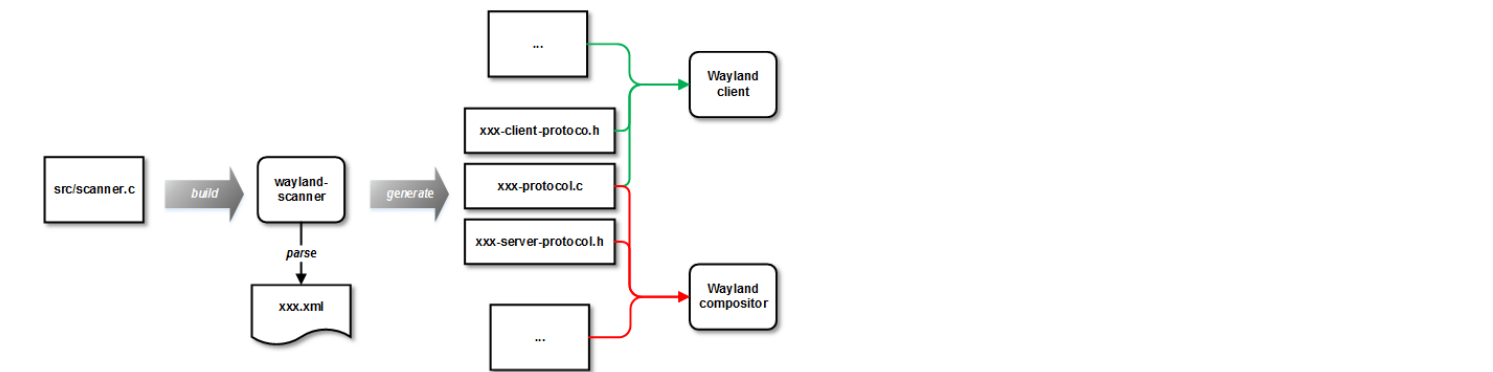 ...
Wayland
client
xxx-client-protoco.h
src/scanner.c
build
wayland-
scanner
generate
xxx-protocol.c
xxx-server-protocol.h
parse
xxx.xml
Wayland
compositor
...